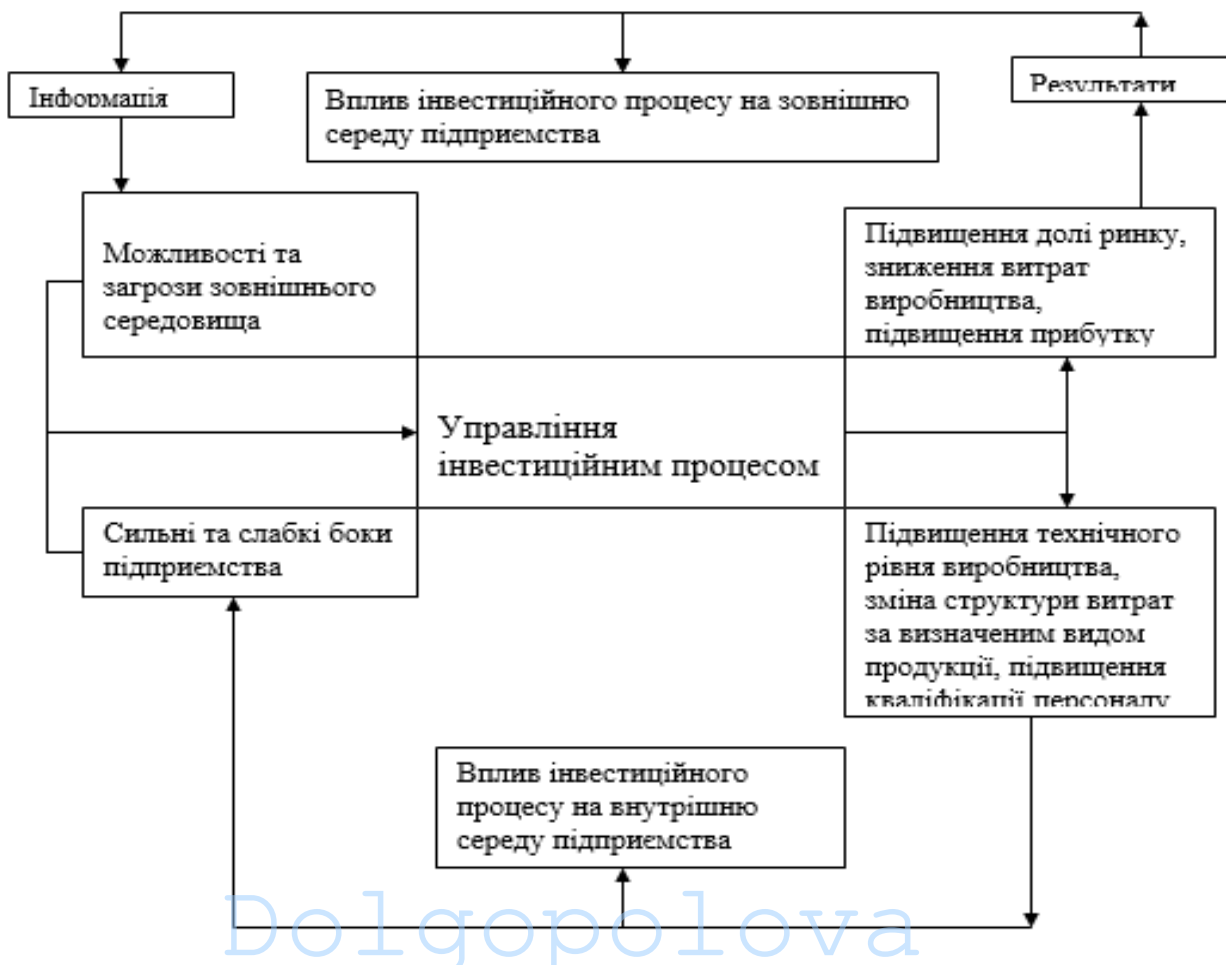 Інформація
Вплив інвестиційного процесу на зовнішню
середу підприємства
Результати
Можливості та
загрози зовнішнього
середовища
Підвищення долі ринку,
зниження витрат
виробництва,
підвищення прибутку
Управління
інвестиційним процесом
Сильні та слабкі боки
підприємства
Підвищення технічного
рівня виробництва,
зміна структури витрат
за визначеним видом
продукції, підвищення
кваліфікації персоналу
Вплив інвестиційного
процесу на внутрішню
середу підприємства
Dolgopolova